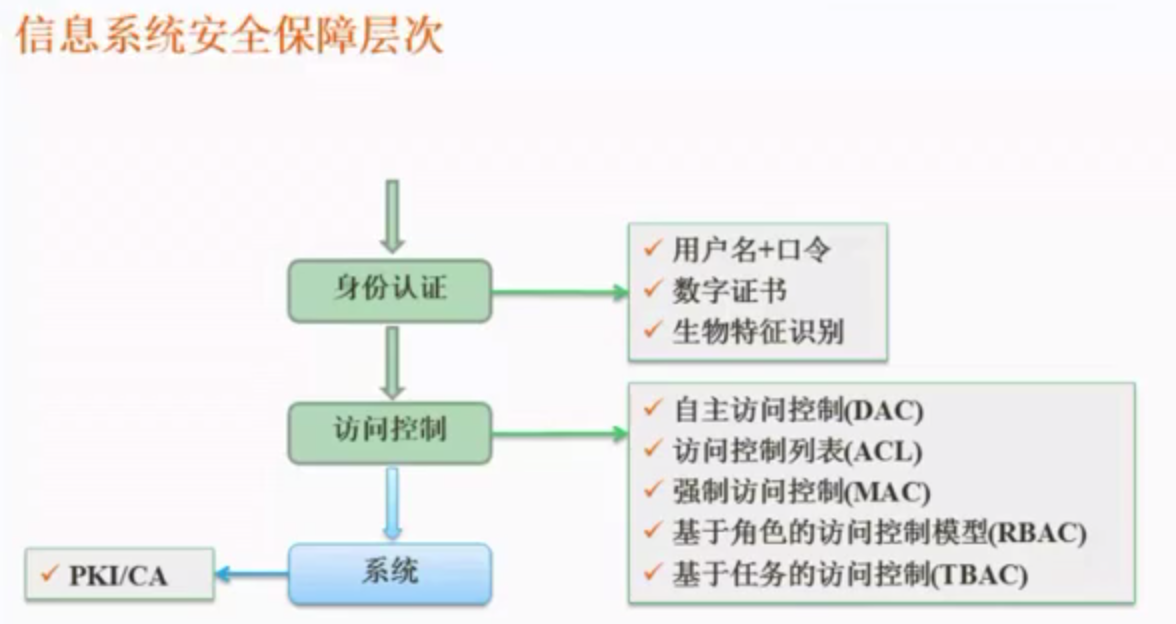 信息系统安全保障层次
身份认证
用户名+口令
数字证书
生物特征识别
访问控制
自主访问控制(DAC)
访问控制列表(ACL)
强制访问控制(MAC)
基于角色的访问控制模型(RBAC)
基于任务的访问控制(TBAC)
系统
PKI/CA